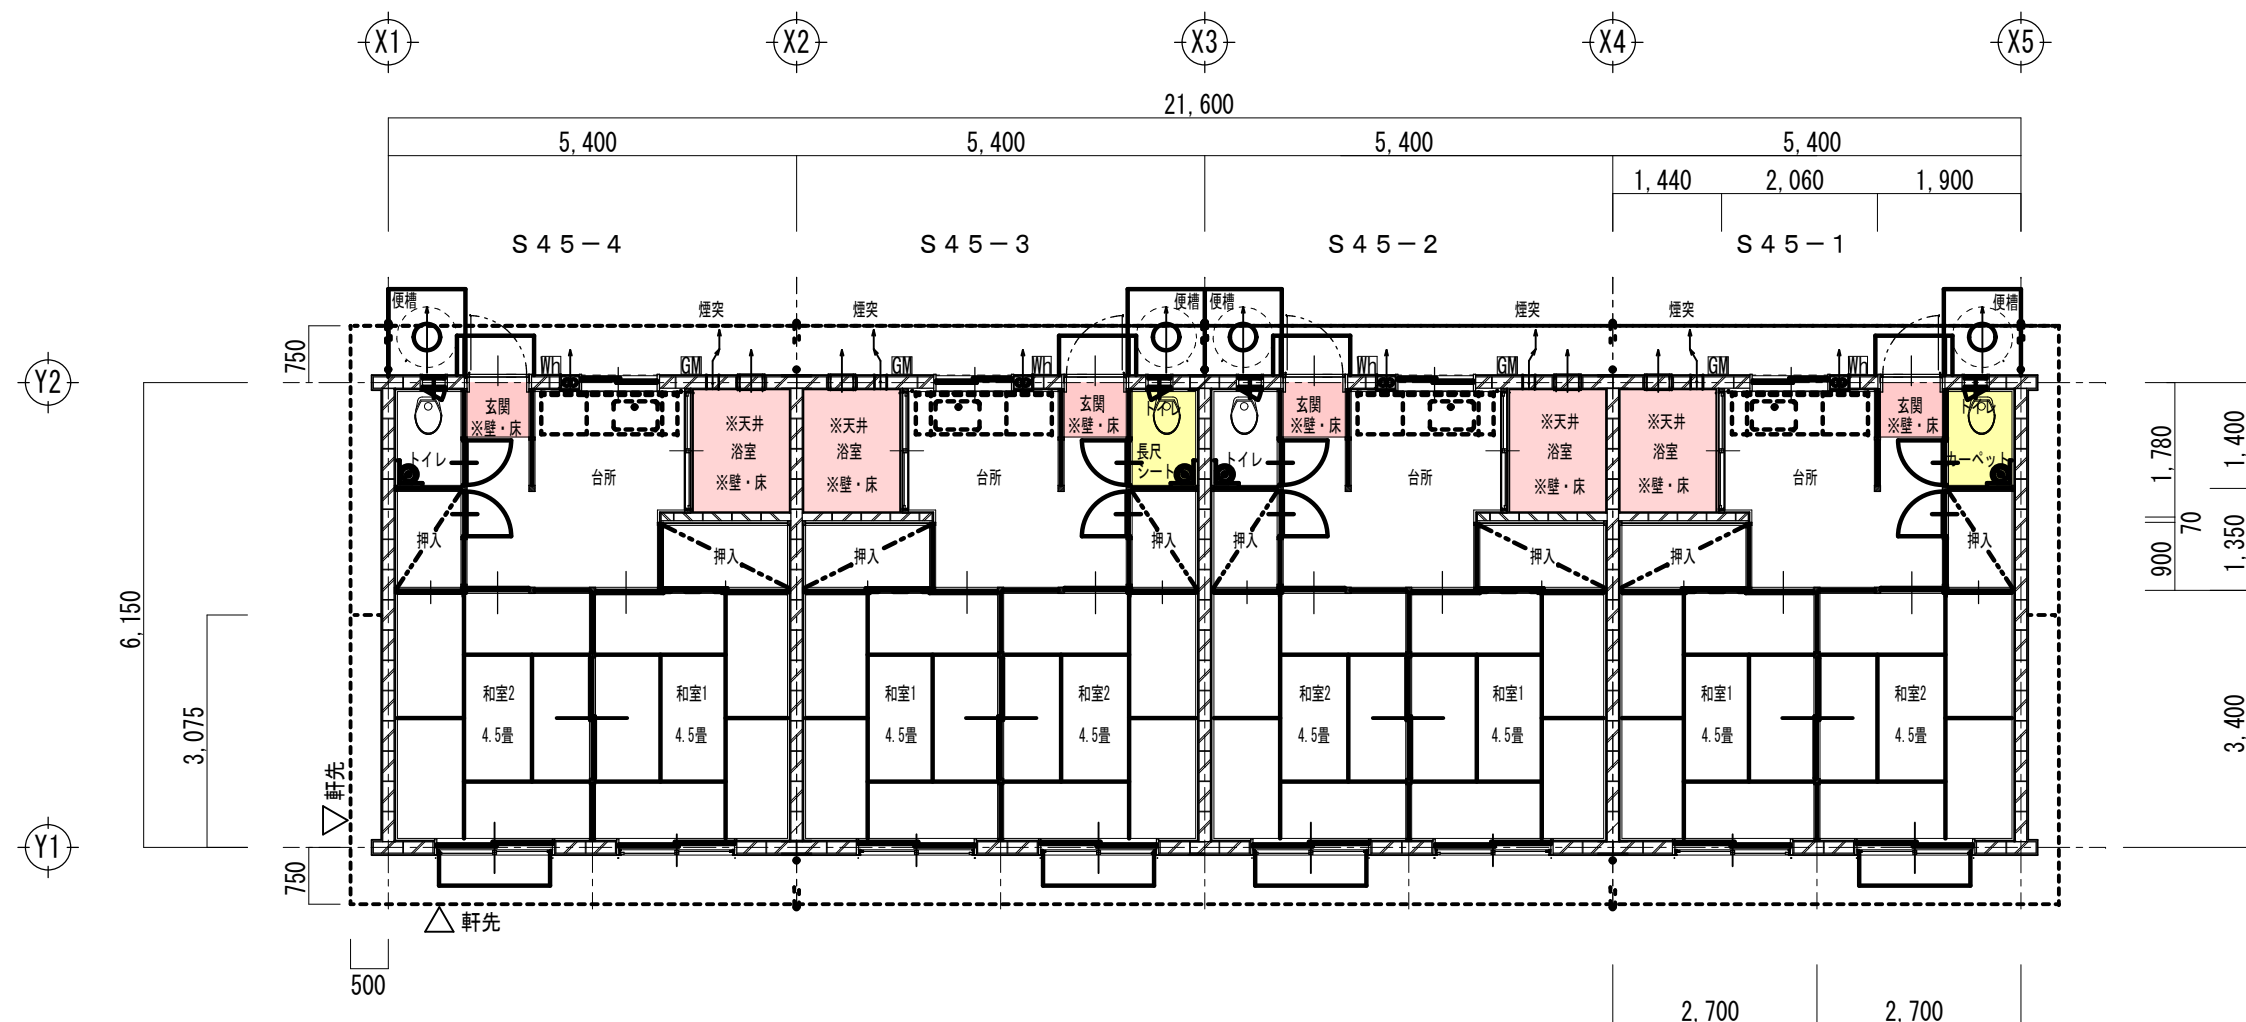 X1 X2 X3 X4 X5
21,600
5,400 5,400 5,400 5,400
1,440 2,060 1,900
S45-4 S45-3 S45-2 S45-1
便槽 煙突 煙突 便槽 便槽 煙突 煙突 便槽
750
Wh GM GM Wh Wh GM GM Wh
Y2
玄関 ※天井 ※天井 玄関 トイレ 玄関 ※天井 ※天井 玄関 トイレ
※壁・床 浴室 浴室 ※壁・床 ※壁・床 浴室 浴室 ※壁・床
トイレ 台所 ※壁・床 ※壁・床 台所 長尺 トイレ 台所 ※壁・床 ※壁・床 台所 カーペット
シート
1,780 1,400
70
押入 押入 押入 押入 押入 押入 押入 押入
900 1,350
6,150
3,075
和室2 和室1 和室1 和室2 和室2 和室1 和室1 和室2
4.5畳 4.5畳 4.5畳 4.5畳 4.5畳 4.5畳 4.5畳 4.5畳
3,400
軒先
Y1
750
軒先
500
2,700 2,700